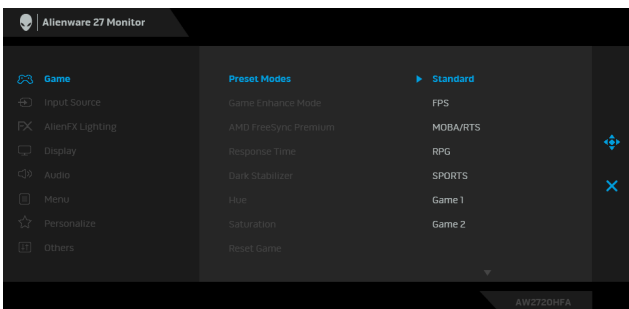 Alienware 27 Monitor
Game
Input Source
AlienFX Lighting
Display
Audio
Menu
Personalize
Others
Preset Modes
Game Enhance Mode
AMD FreeSync Premium
Response Time
Dark Stabilizer
Hue
Saturation
Reset Game
Standard
FPS
MOBA/RTS
RPG
SPORTS
Game 1
Game 2
AW2720HFA